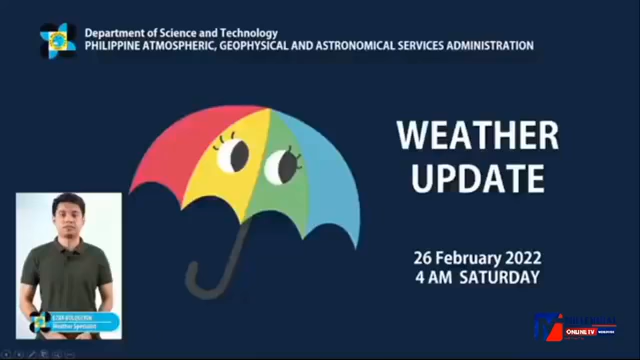 Department of Science and Technology
PHILIPPINE ATMOSPHERIC, GEOPHYSICAL AND ASTRONOMICAL SERVICES ADMINISTRATION
WEATHER
UPDATE
26 February 2022
4 AM SATURDAY
Weather Specialist
ONLINE TV